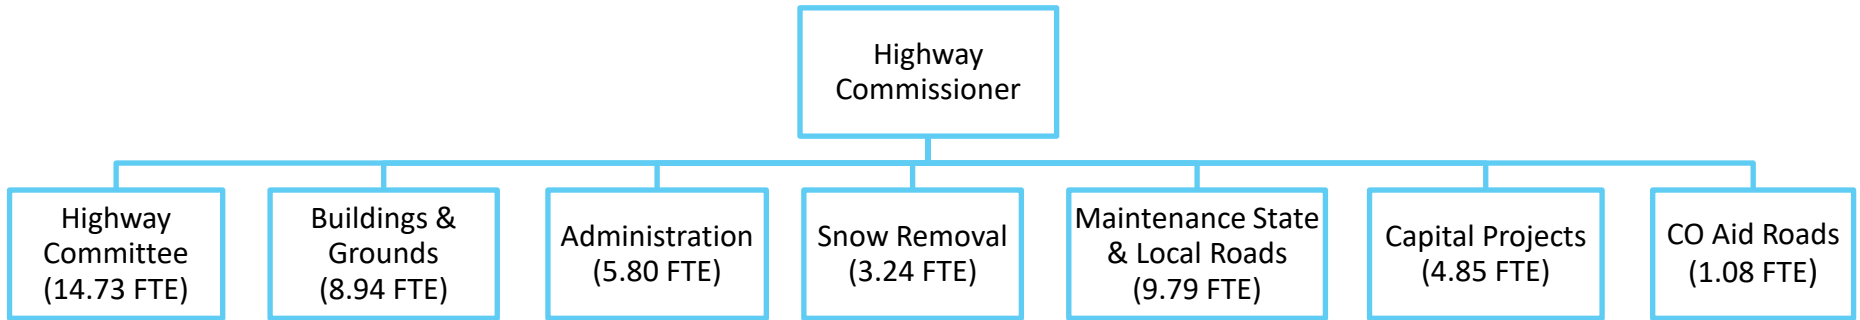 Highway
Commissioner
Highway
Committee
(14.73 FTE)
Buildings &
Grounds
(8.94 FTE)
Administration
(5.80 FTE)
Snow Removal
(3.24 FTE)
Maintenance State
& Local Roads
(9.79 FTE)
Capital Projects
(4.85 FTE)
CO Aid Roads
(1.08 FTE)